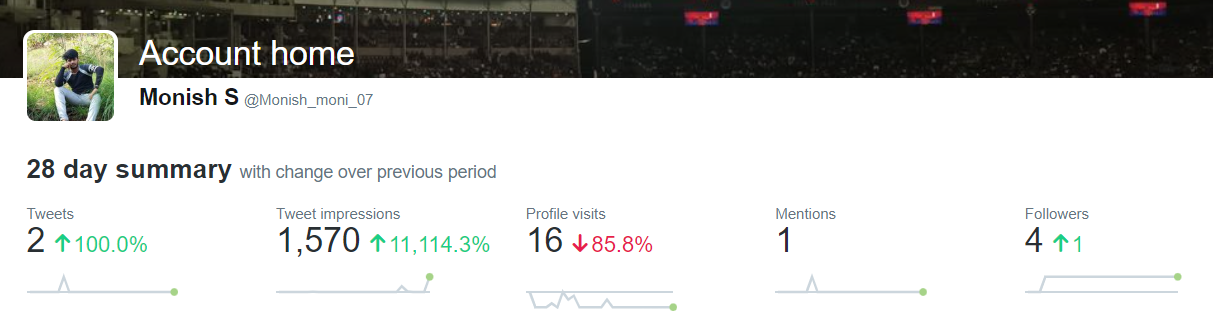 Account home
Monish S @Monish_moni_07
28 day summary with change over previous period
Tweets
2 ↑100.0%
Tweet impressions
1,570 ↑11,114.3%
Profile visits
16 ↓85.8%
Mentions
1
Followers
4 ↑1